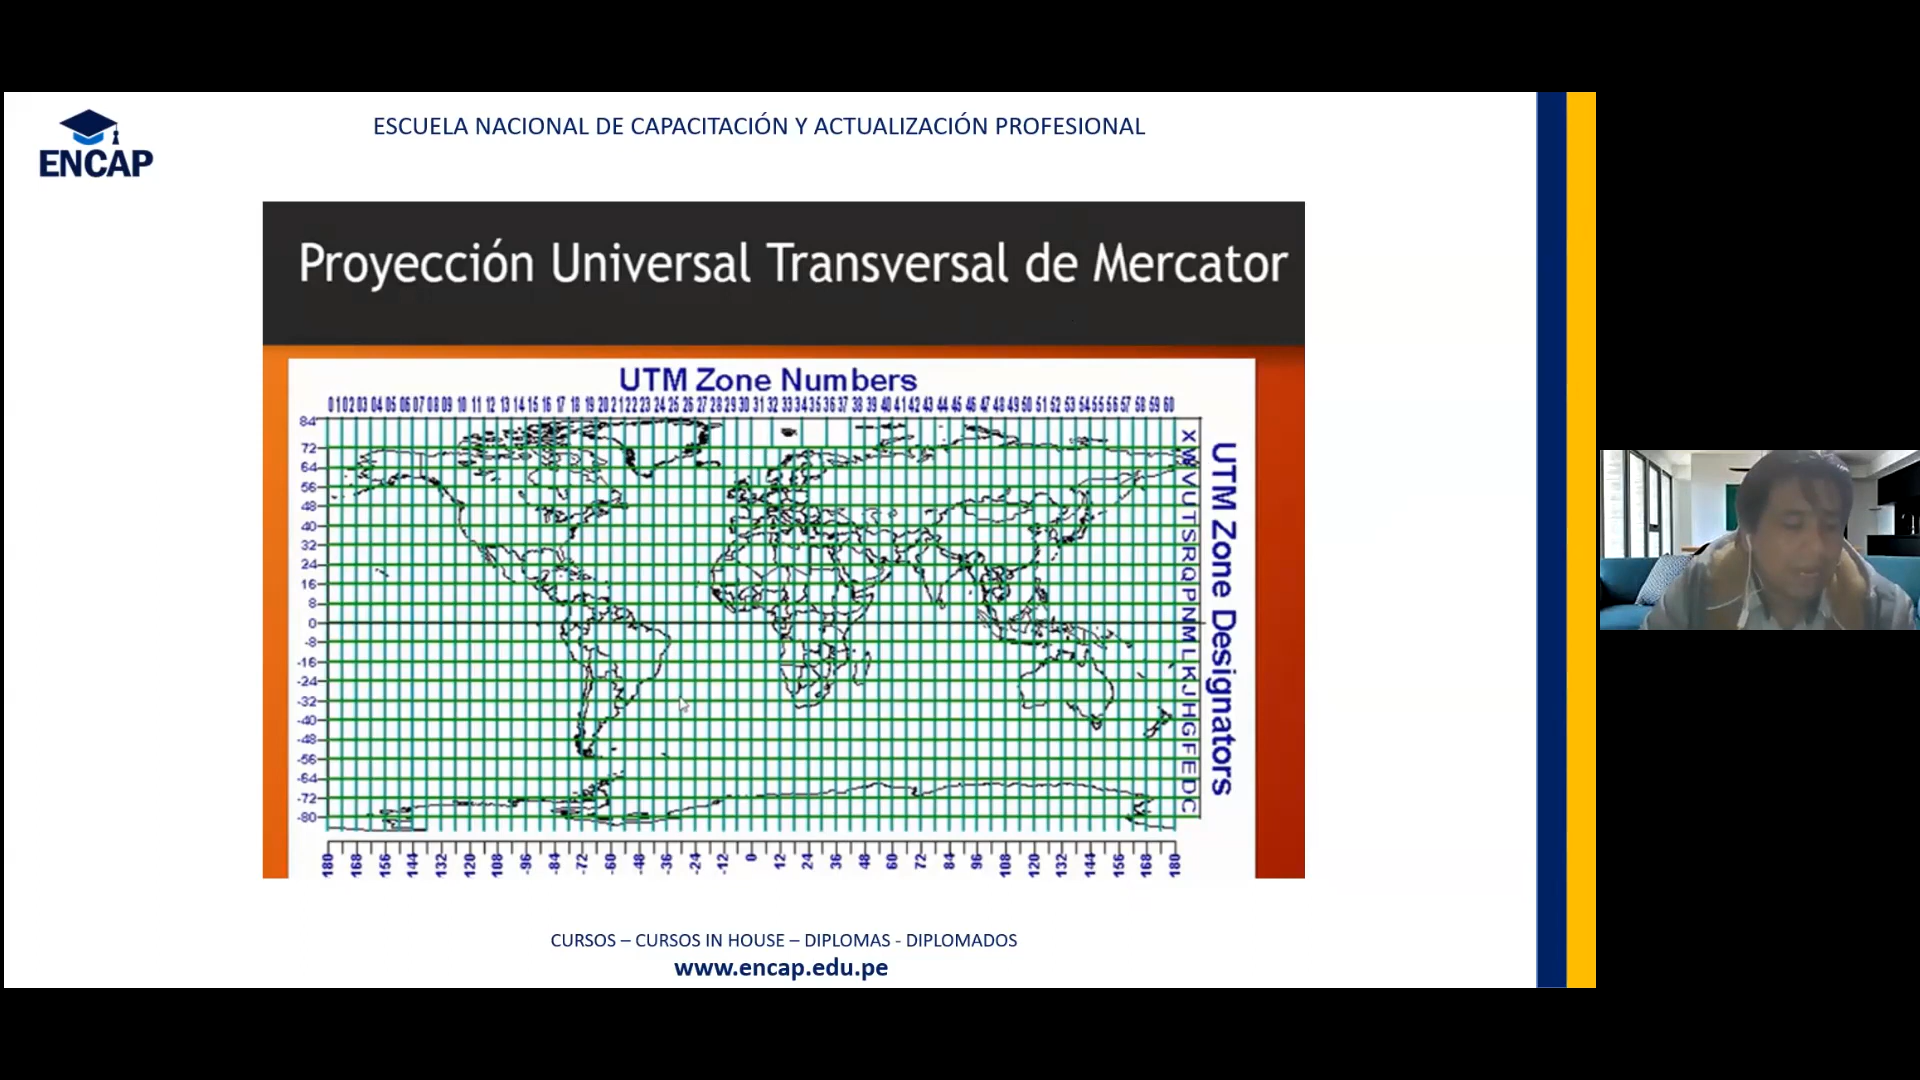 ENCAP
ESCUELA NACIONAL DE CAPACITACIÓN Y ACTUALIZACIÓN PROFESIONAL
Proyección Universal Transversal de Mercator
UTM Zone Numbers
01 02 03 04 05 06 07 08 09 10 11 12 13 14 15 16 17 18 19 20 21 22 23 24 25 26 27 28 29 30 31 32 33 34 35 36 37 38 39 40 41 42 43 44 45 46 47 48 49 50 51 52 53 54 55 56 57 58 59 60
84
72
64
56
48
40
32
24
16
8
0
-8
-16
-24
-32
-40
-48
-56
-64
-72
-80
X
W
V
U
T
S
R
Q
P
N
M
L
K
J
H
G
F
E
D
C
UTM Zone Designators
180 168 156 144 132 120 108 -96 -84 -72 -60 -48 -36 -24 -12 0 12 24 36 48 60 72 84 96 108 120 132 144 156 168 180
CURSOS – CURSOS IN HOUSE – DIPLOMAS - DIPLOMADOS
www.encap.edu.pe